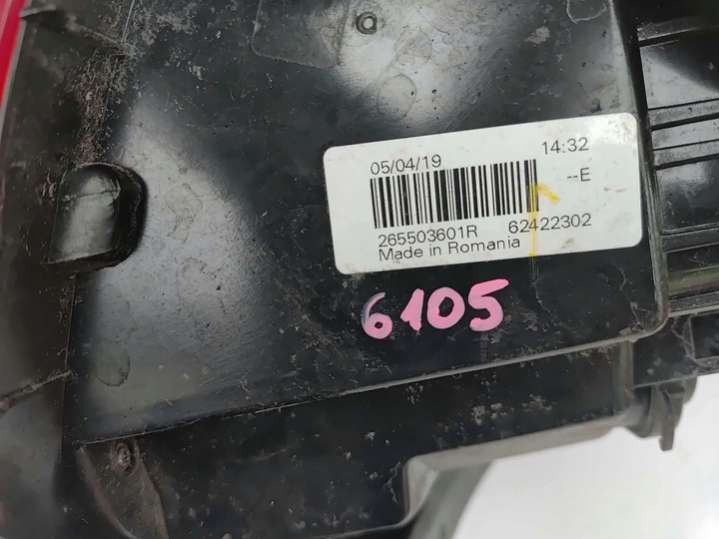 05/04/19 14:32
--E
265503601R 62422302
Made in Romania
6105